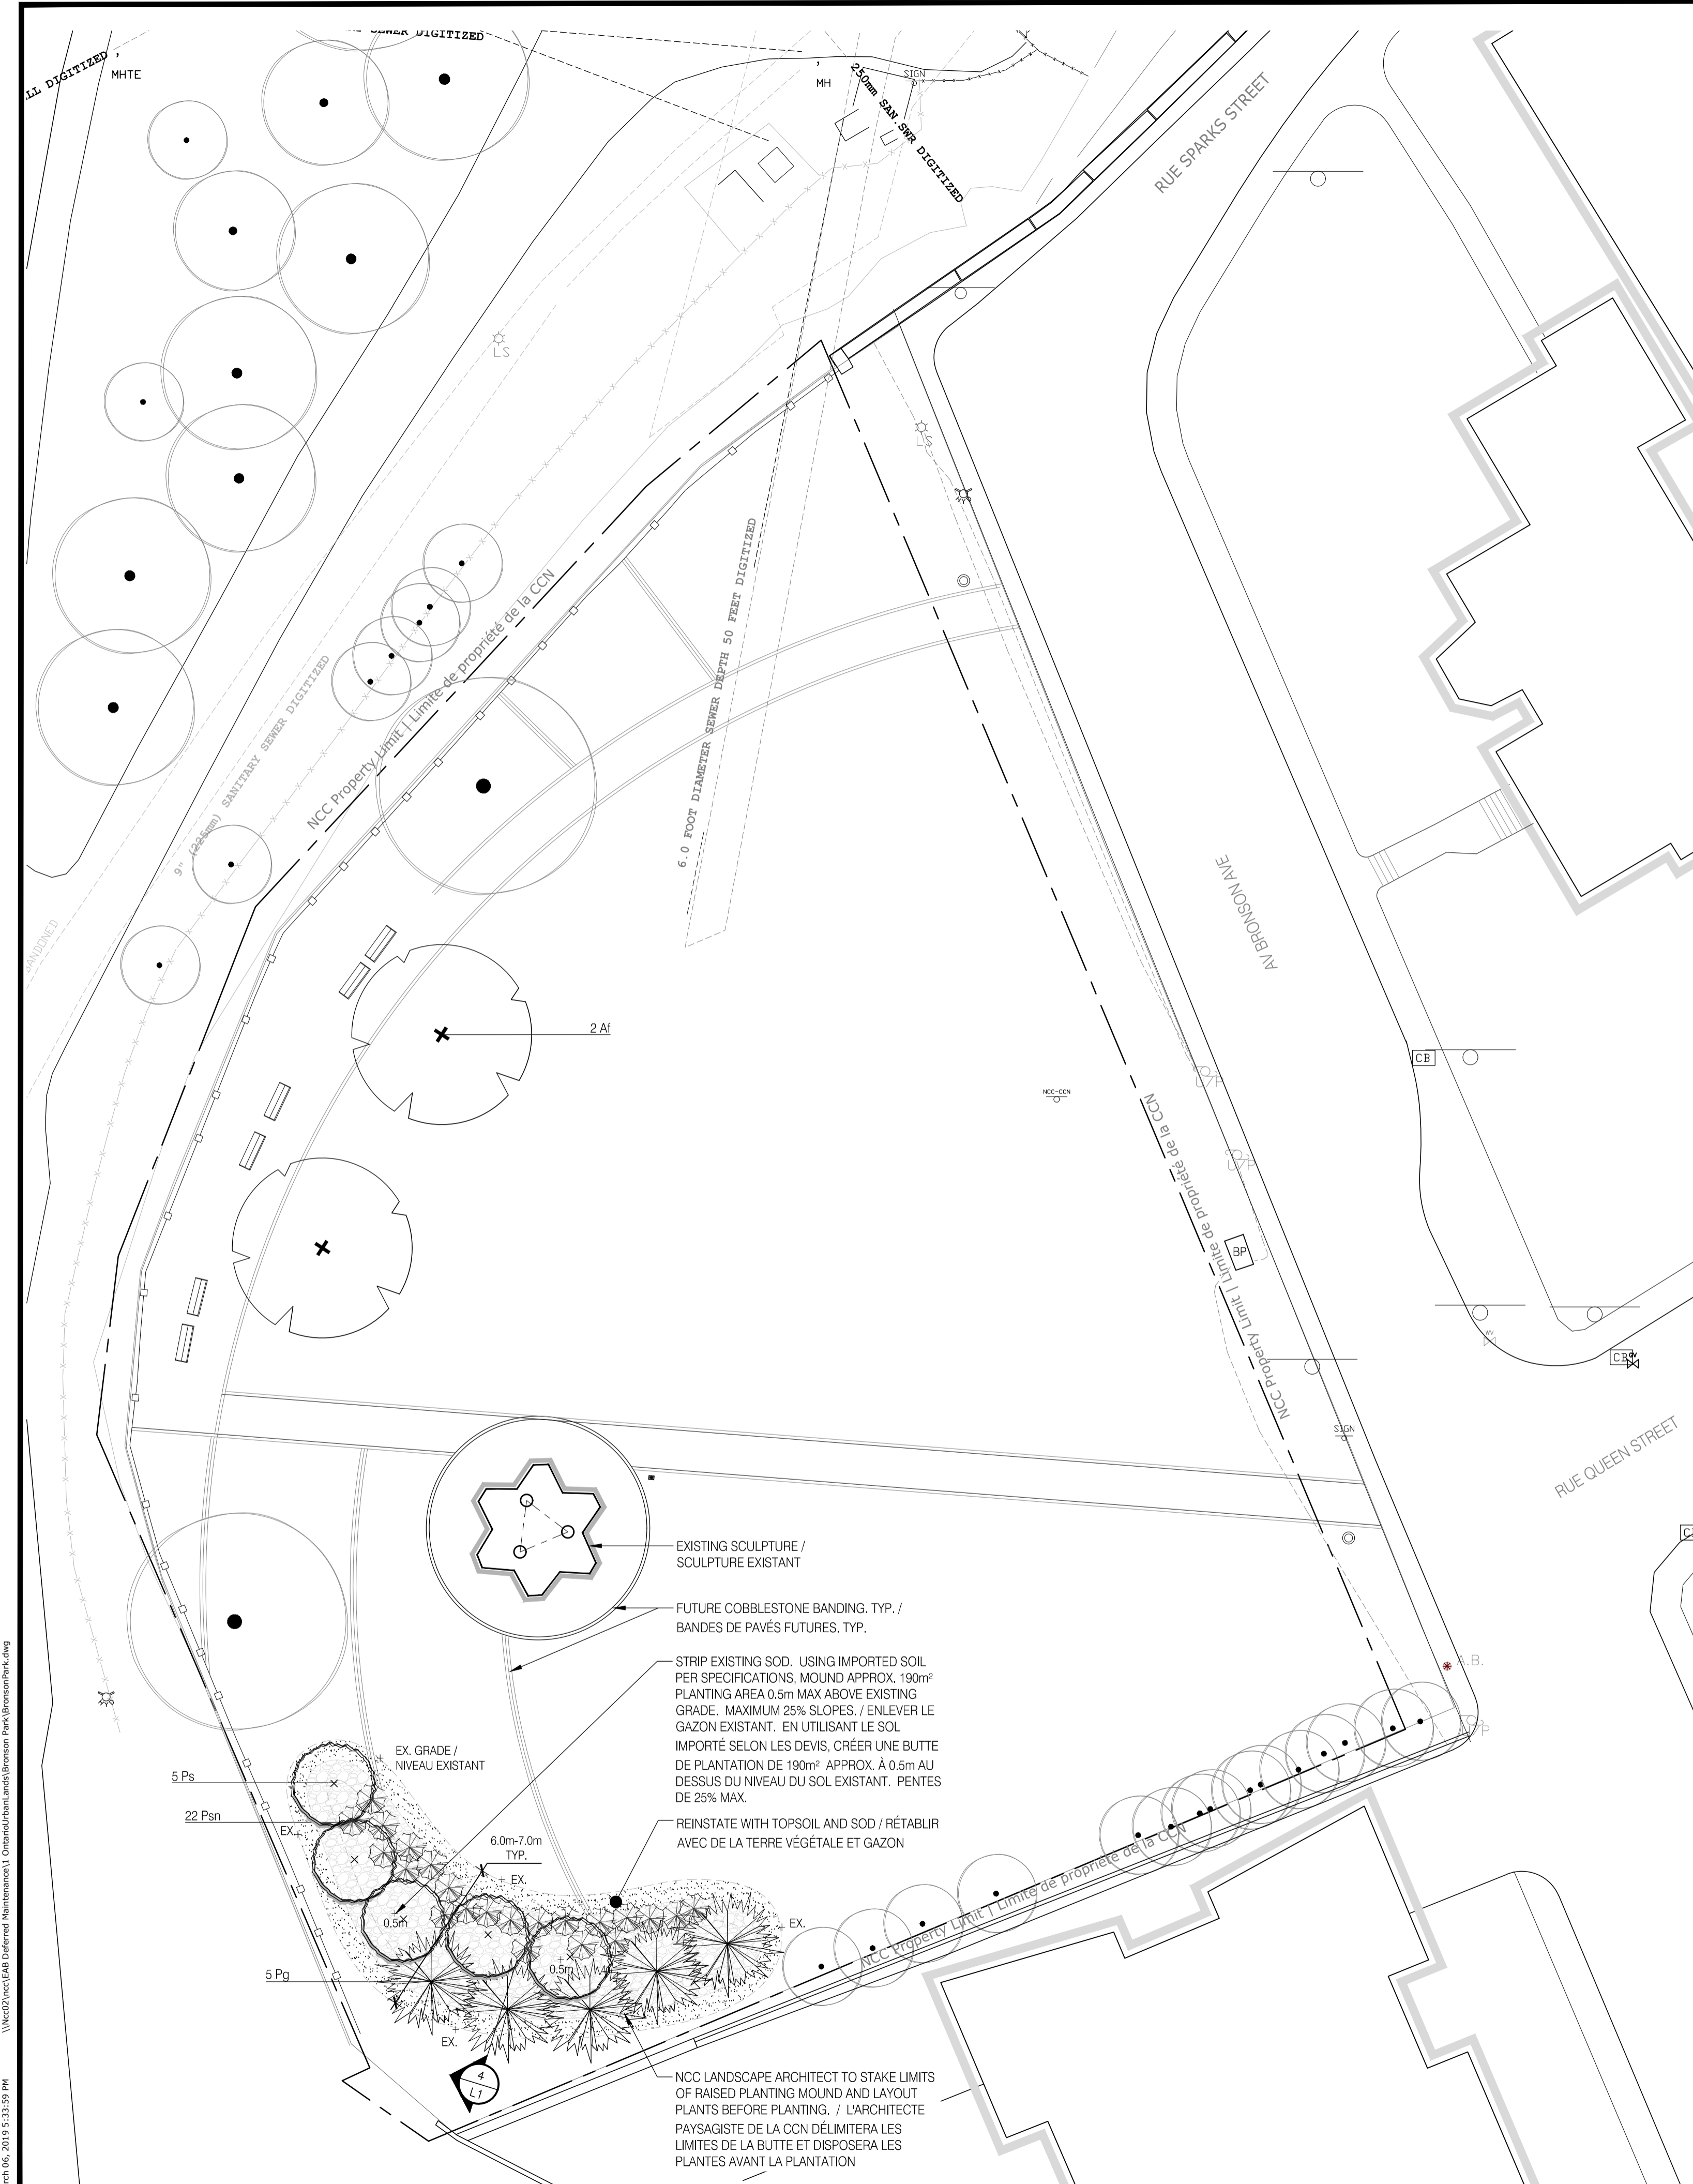 SEWER DIGITIZED
LL DIGITIZED
MHTE
MH
SIGN
250mm SAN.SWR DIGITIZED
RUE SPARKS STREET
LS
LS
NCC Property Limit | Limite de propriété de la CCN
6.0 FOOT DIAMETER SEWER DEPTH 50 FEET DIGITIZED
9" (225mm) SANITARY SEWER DIGITIZED
BANDONED
AV BRONSON AVE
2 Af
CB
NCC-CCN
U/P
U/P
NCC Property Limit | Limite de propriété de la CCN
BP
WV
CB
SIGN
RUE QUEEN STREET
EXISTING SCULPTURE /
SCULPTURE EXISTANT
FUTURE COBBLESTONE BANDING. TYP. /
BANDES DE PAVÉS FUTURES. TYP.
STRIP EXISTING SOD. USING IMPORTED SOIL
PER SPECIFICATIONS, MOUND APPROX. 190m²
PLANTING AREA 0.5m MAX ABOVE EXISTING
GRADE. MAXIMUM 25% SLOPES. / ENLEVER LE
GAZON EXISTANT. EN UTILISANT LE SOL
IMPORTÉ SELON LES DEVIS, CRÉER UNE BUTTE
DE PLANTATION DE 190m² APPROX. À 0.5m AU
DESSUS DU NIVEAU DU SOL EXISTANT. PENTES
DE 25% MAX.
A.B.
EX. GRADE /
NIVEAU EXISTANT
5 Ps
22 Psn
EX.
6.0m-7.0m
TYP.
EX.
REINSTATE WITH TOPSOIL AND SOD / RÉTABLIR
AVEC DE LA TERRE VÉGÉTALE ET GAZON
0.5m
EX.
0.5m
5 Pg
EX.
NCC Property Limit | Limite de propriété de la CCN
4
L1
NCC LANDSCAPE ARCHITECT TO STAKE LIMITS
OF RAISED PLANTING MOUND AND LAYOUT
PLANTS BEFORE PLANTING. / L'ARCHITECTE
PAYSAGISTE DE LA CCN DÉLIMITERA LES
LIMITES DE LA BUTTE ET DISPOSERA LES
PLANTES AVANT LA PLANTATION
\\Ncc02\ncc\EAB Deferred Maintenance\1 OntarioUrbanLands\Bronson Park\BronsonPark.dwg
rch 06, 2019 5:33:59 PM